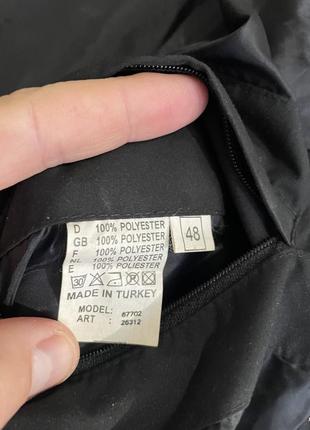 D 100% POLYESTER
GB 100% POLYESTER
F 100% POLYESTER
NL 100% POLYESTER
E 100% POLYESTER
48
30
MADE IN TURKEY
MODEL: 67702
ART : 26312